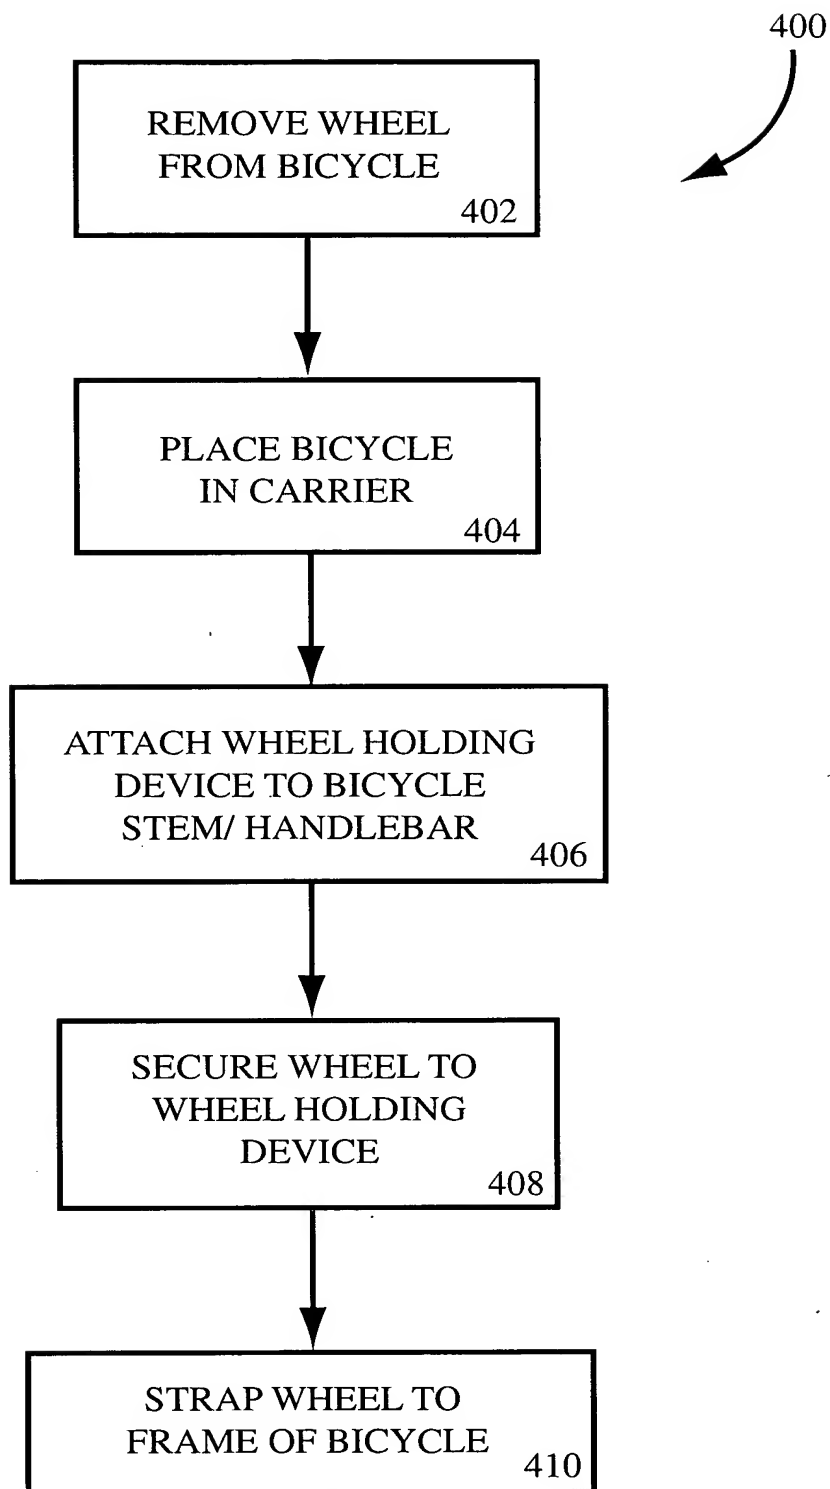 400
REMOVE WHEEL
FROM BICYCLE
402
PLACE BICYCLE
IN CARRIER
404
ATTACH WHEEL HOLDING
DEVICE TO BICYCLE
STEM/ HANDLEBAR
406
SECURE WHEEL TO
WHEEL HOLDING
DEVICE
408
STRAP WHEEL TO
FRAME OF BICYCLE
410